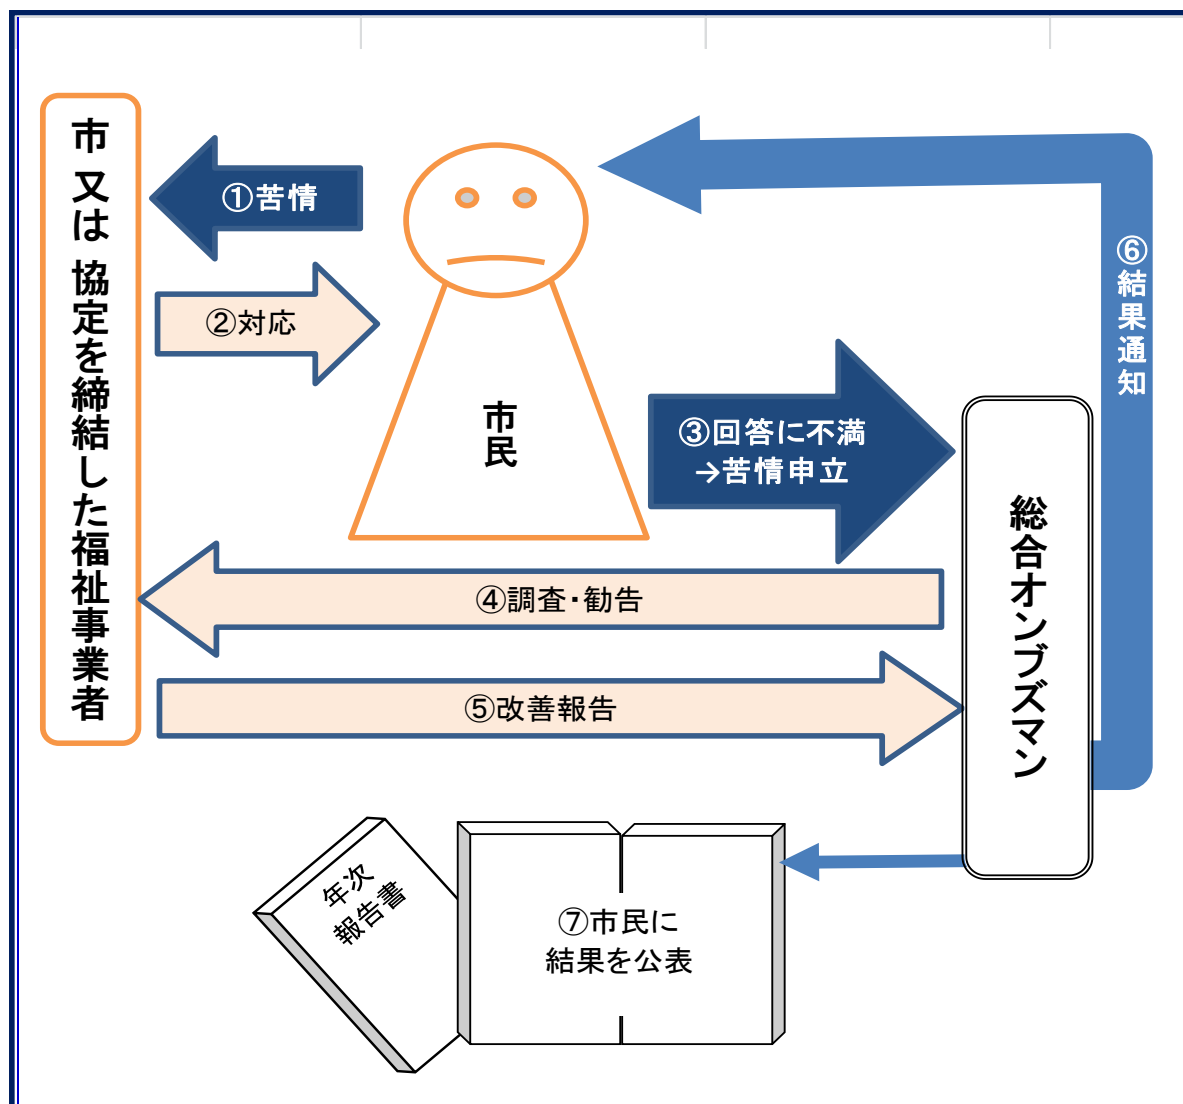 市 又は 協定を締結した福祉事業者
①苦情
②対応
市民
③回答に不満
→苦情申立
⑥結果通知
総合オンブズマン
④調査・勧告
⑤改善報告
年次
報告書
⑦市民に
結果を公表